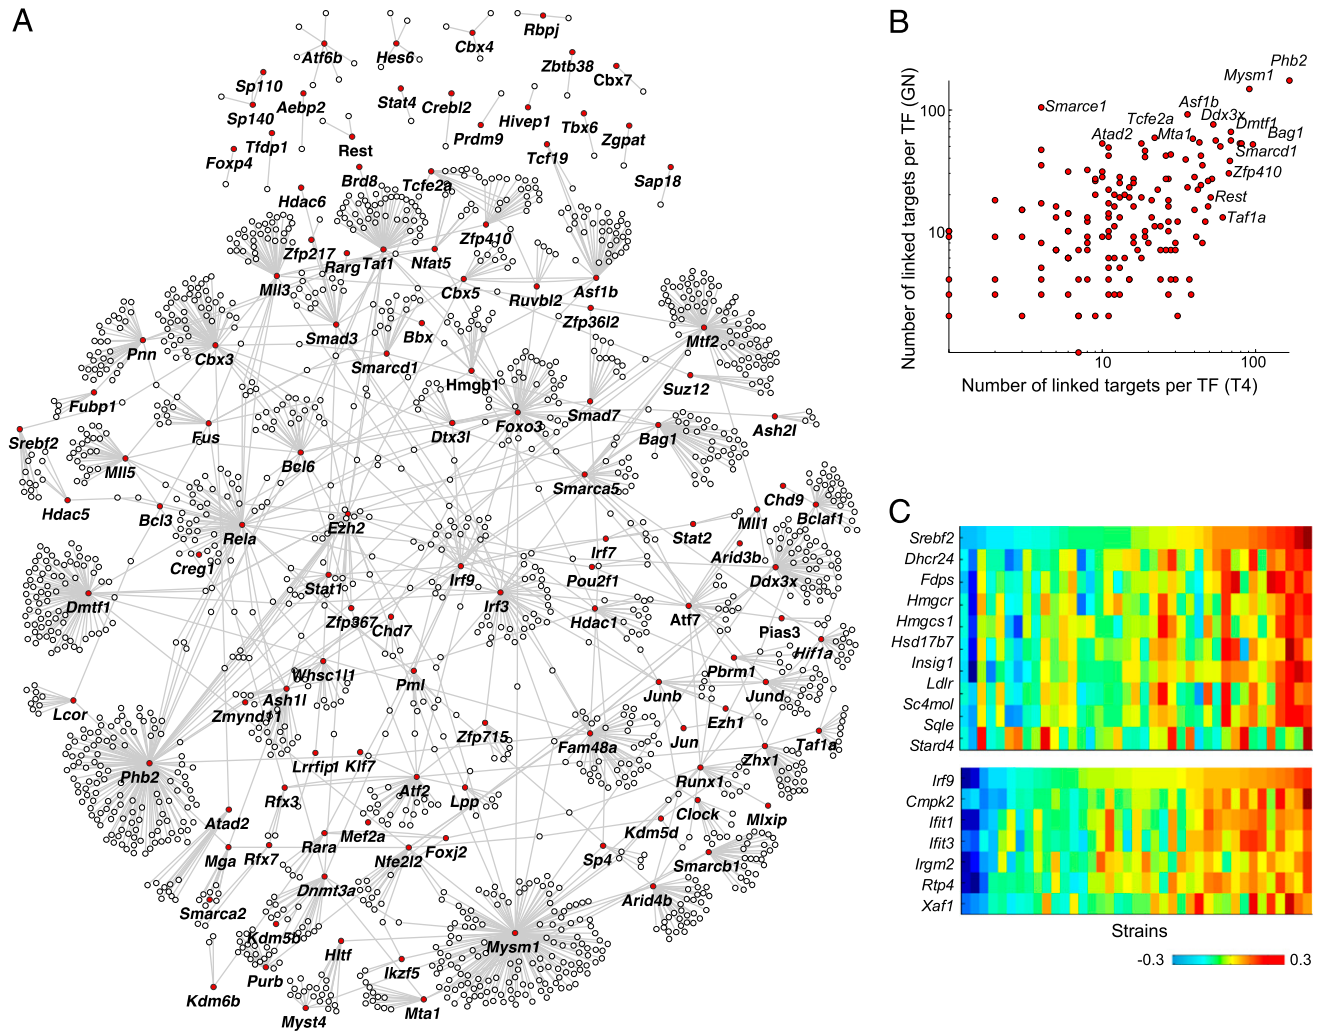 A
Rbpj
Cbx4
Atf6b
Hes6
Zbtb38
Cbx7
Sp110
Sp140
Aebp2
Stat4
Crebl2
Hivep1
Tbx6
Prdm9
Zgpat
Tfdp1
Foxp4
Rest
Tcf19
Brd8
Tcfe2a
Sap18
Hdac6
Zfp410
Zfp217
Rarg
Taf1
Nfat5
Mll3
Cbx5
Ruvbl2
Asf1b
Zfp36l2
Smad3
Bbx
Mtf2
Pnn
Cbx3
Smarcd1
Hmgb1
Suz12
Fubp1
Smad7
Srebf2
Fus
Dtx3l
Foxo3
Bag1
Ash2l
Mll5
Bcl6
Smarca5
Chd9
Hdac5
Bcl3
Rela
Ezh2
Mll1
Bclaf1
Stat2
Creg1
Irf7
Arid3b
Stat1
Irf9
Pou2f1
Ddx3x
Dmtf1
Irf3
Zfp367
Chd7
Hdac1
Atf7
Pias3
Hif1a
Whsc1l1
Pml
Pbrm1
Ash1l
Junb
Jund
Lcor
Zmynd11
Ezh1
Zfp715
Fam48a
Jun
Taf1a
Phb2
Lrrfip1
Klf7
Zhx1
Rfx3
Atf2
Lpp
Runx1
Atad2
Mef2a
Clock
Mlxip
Kdm5d
Mga
Rfx7
Rara
Nfe2l2
Foxj2
Sp4
Smarcb1
Dnmt3a
Smarca2
Arid4b
Kdm5b
Hltf
Mysm1
Purb
Ikzf5
Kdm6b
Myst4
Mta1
B
Number of linked targets per TF (GN)
100
10
Phb2
Mysm1
Smarce1
Asf1b
Tcfe2a
Ddx3x
Dmtf1
Atad2
Mta1
Bag1
Smarcd1
Zfp410
Rest
Taf1a
10
100
Number of linked targets per TF (T4)
C
Srebf2
Dhcr24
Fdps
Hmgcr
Hmgcs1
Hsd17b7
Insig1
Ldlr
Sc4mol
Sqle
Stard4
Irf9
Cmpk2
Ifit1
Ifit3
Irgm2
Rtp4
Xaf1
Strains
-0.3
0.3